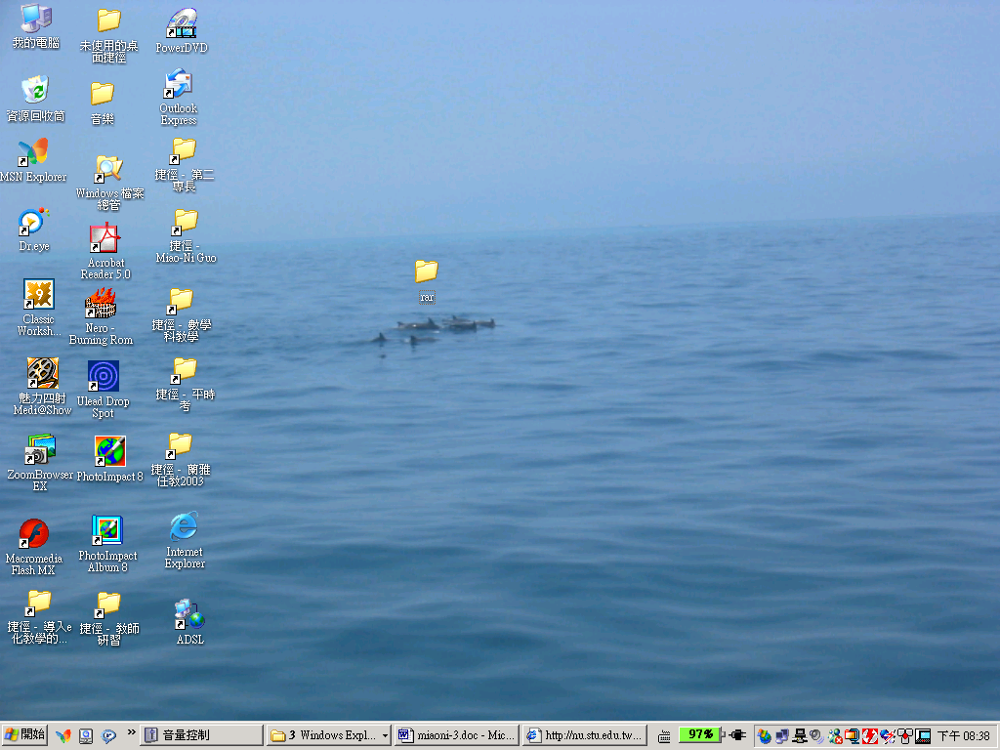 我的電腦
未使用的桌
面捷徑
PowerDVD
資源回收筒
音樂
Outlook
Express
MSN Explorer
Windows 檔案
總管
捷徑 - 第二
專長
Dr.eye
Acrobat
Reader 5.0
捷徑 -
Miao-Ni Guo
rar
Classic
Worksh...
Nero -
Burning Rom
捷徑 - 數學
科教學
魅力四射
Medi@Show
Ulead Drop
Spot
捷徑 - 平時
考
ZoomBrowser
EX
PhotoImpact 8
捷徑 - 蘭雅
任教2003
Macromedia
Flash MX
PhotoImpact
Album 8
Internet
Explorer
捷徑 - 導入e
化教學的...
捷徑 - 教師
研習
ADSL
開始
音量控制
3 Windows Expl...
miaoni-3.doc - Mic...
http://nu.stu.edu.tw...
97%
下午 08:38